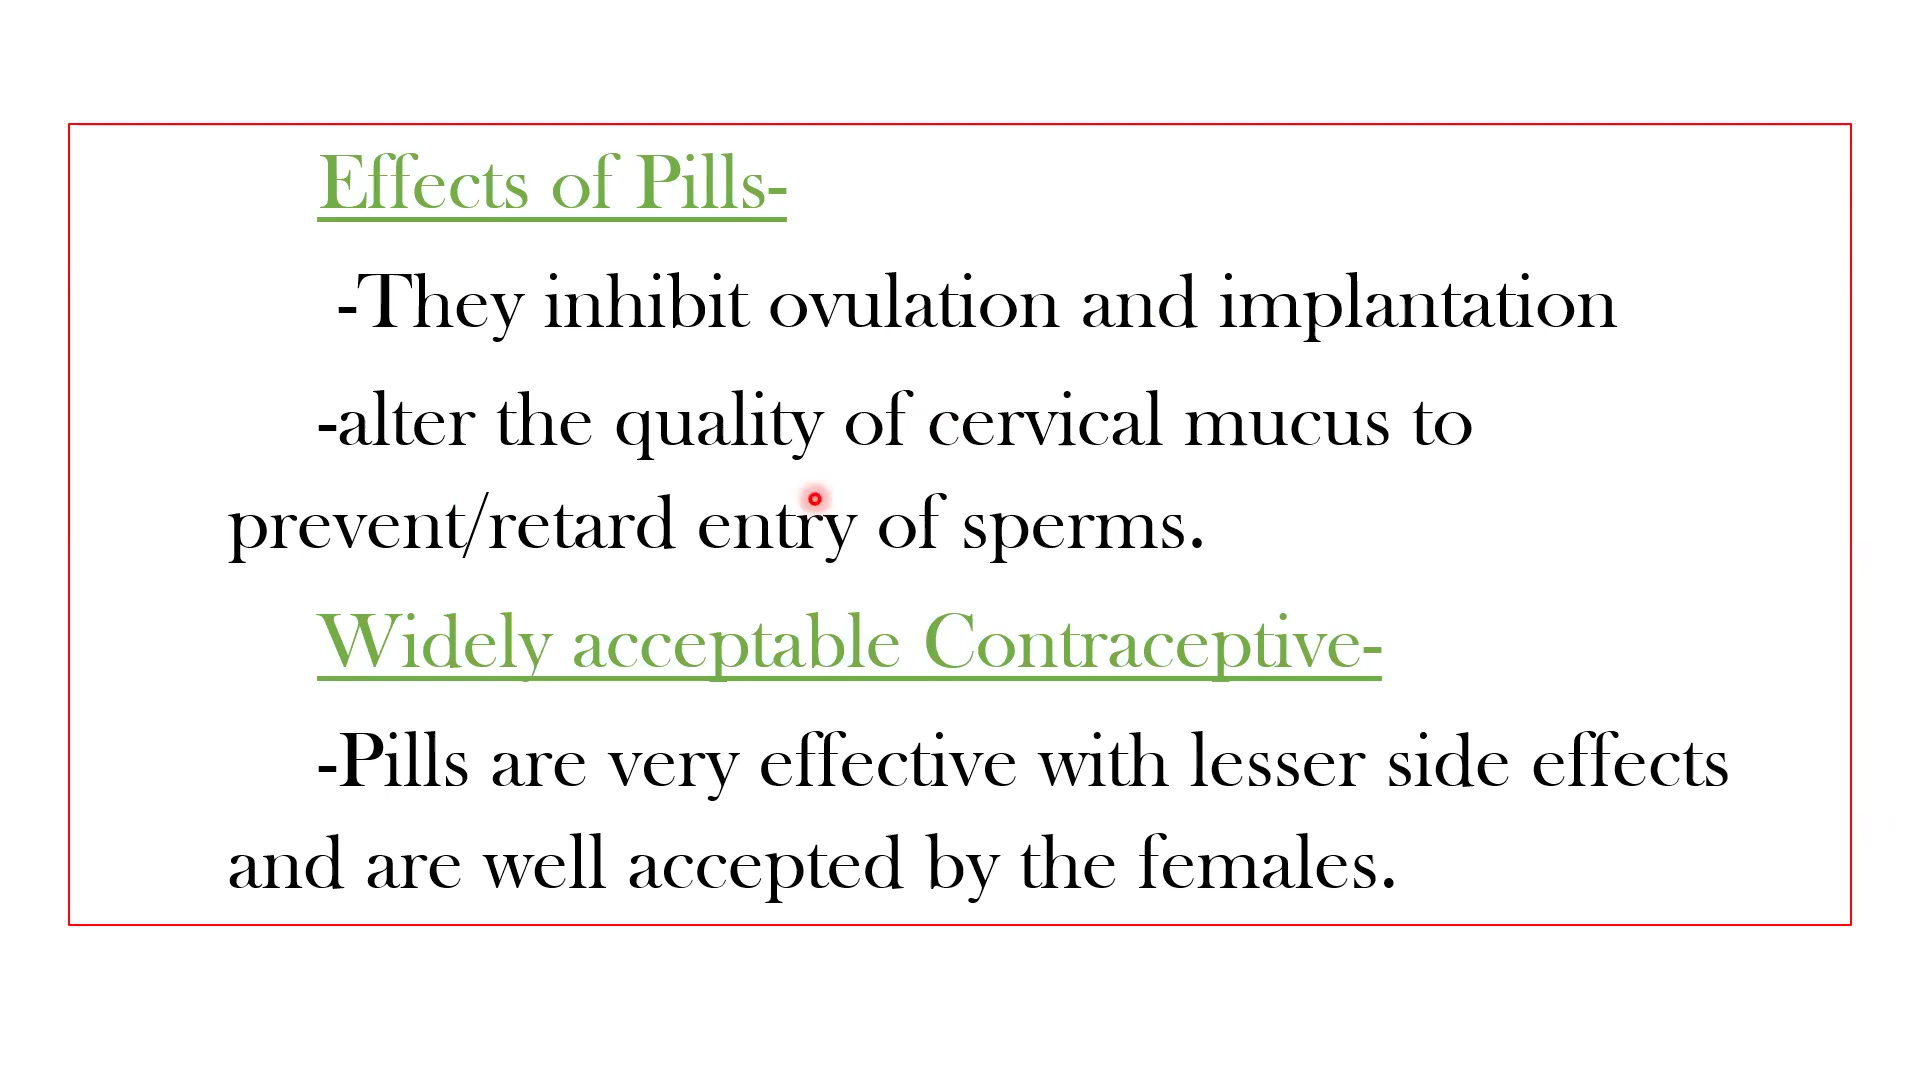 Effects of Pills-
-They inhibit ovulation and implantation
-alter the quality of cervical mucus to
prevent/retard entry of sperms.
Widely acceptable Contraceptive-
-Pills are very effective with lesser side effects
and are well accepted by the females.